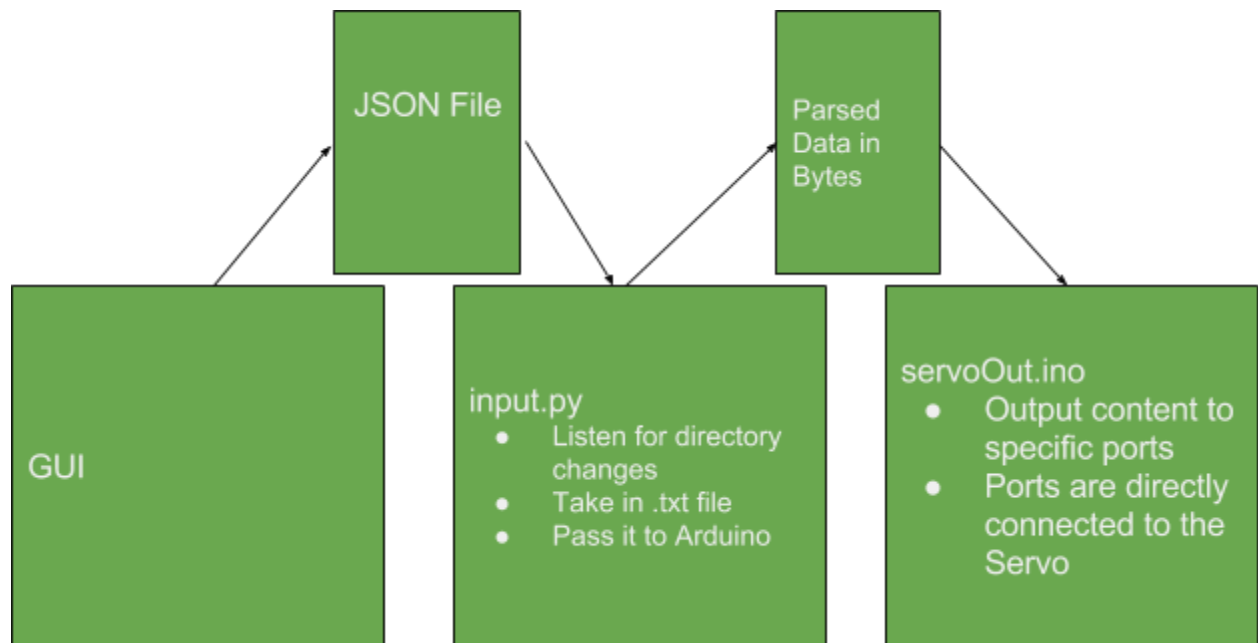 JSON File
Parsed
Data in
Bytes
GUI
input.py
● Listen for directory
changes
● Take in .txt file
● Pass it to Arduino
servoOut.ino
● Output content to
specific ports
● Ports are directly
connected to the
Servo